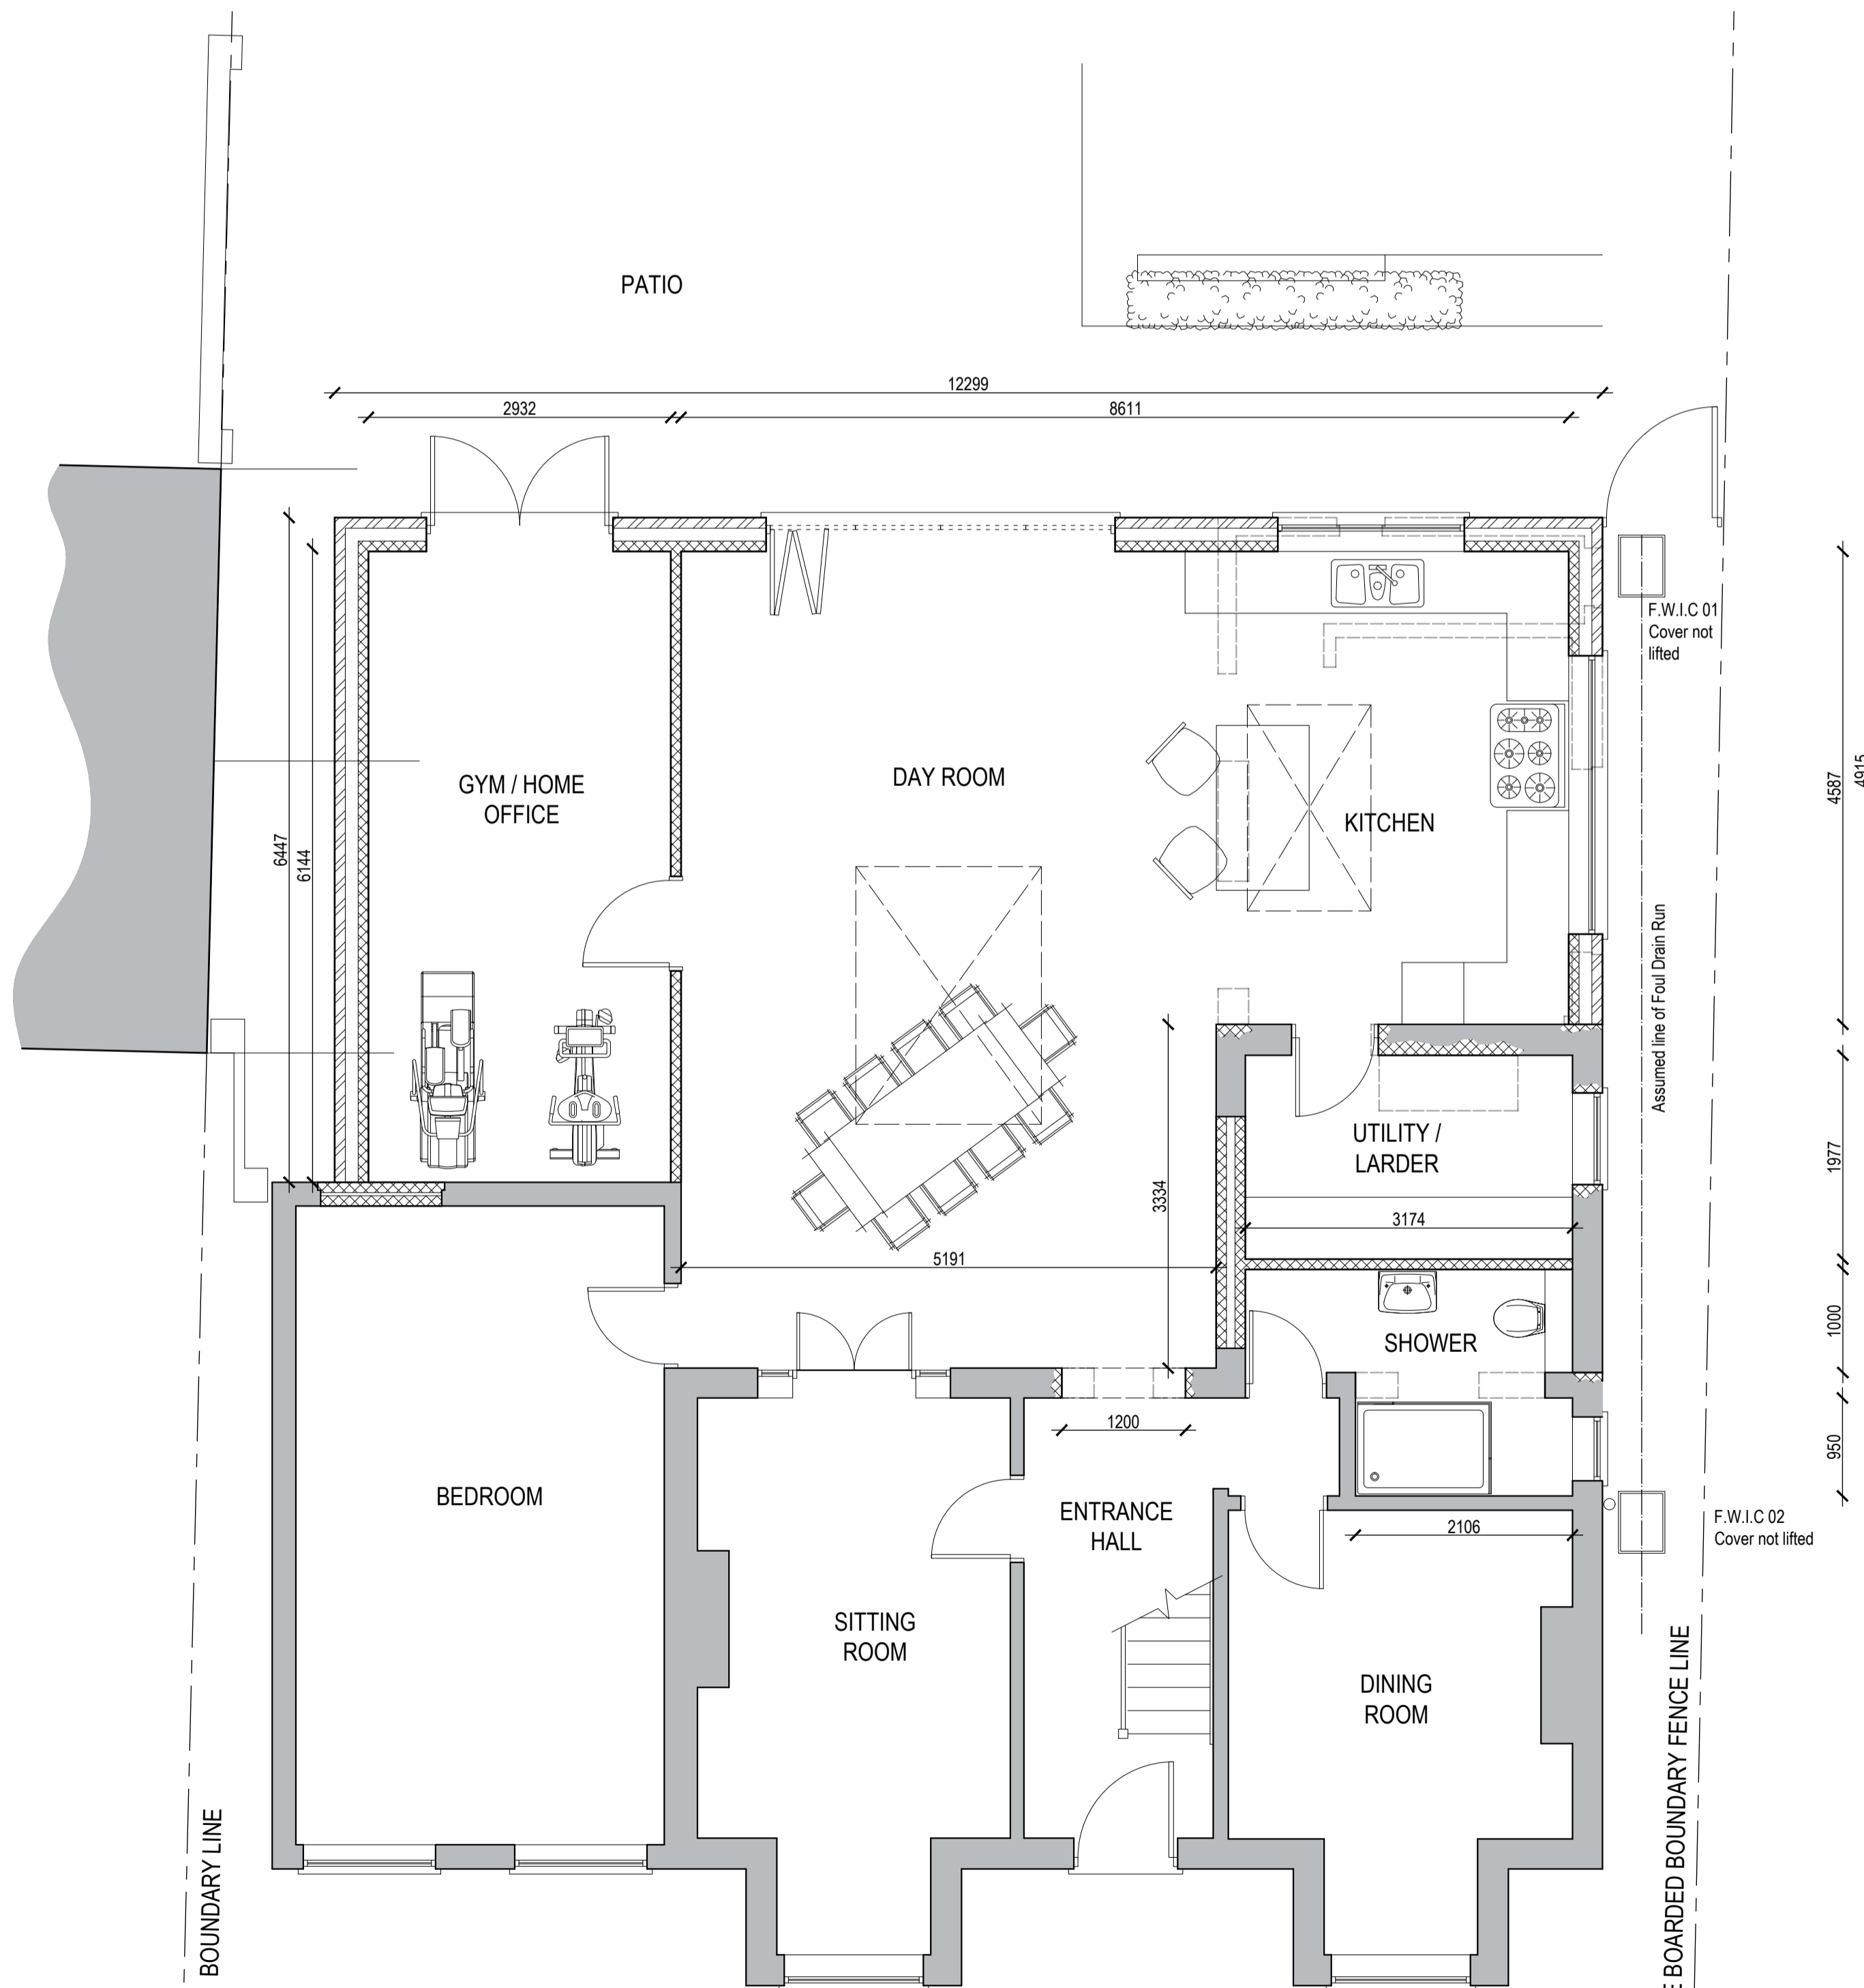 PATIO
12299
2932
8611
F.W.I.C 01
Cover not
lifted
GYM / HOME
OFFICE
DAY ROOM
KITCHEN
4587
4915
6447
6144
Assumed line of Foul Drain Run
UTILITY /
LARDER
1977
3334
3174
5191
SHOWER
1000
1200
950
BEDROOM
ENTRANCE
HALL
2106
F.W.I.C 02
Cover not lifted
SITTING
ROOM
DINING
ROOM
BOUNDARY LINE
BOARDED BOUNDARY FENCE LINE